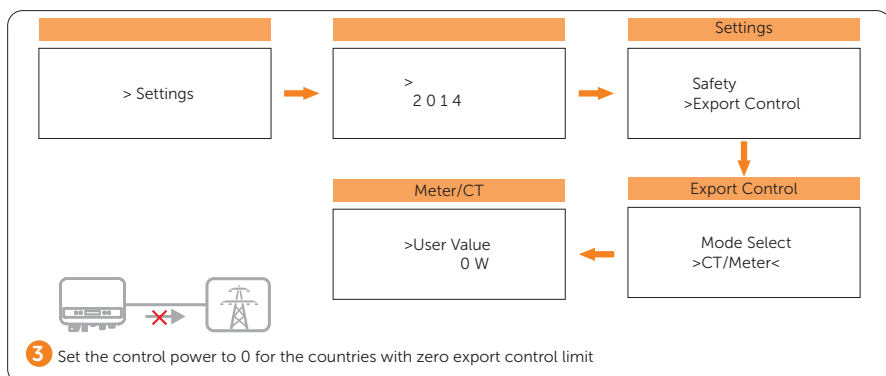 > Settings
>
2 0 1 4
Settings
Safety
>Export Control
Export Control
Mode Select
>CT/Meter<
Meter/CT
>User Value
0 W
3 Set the control power to 0 for the countries with zero export control limit